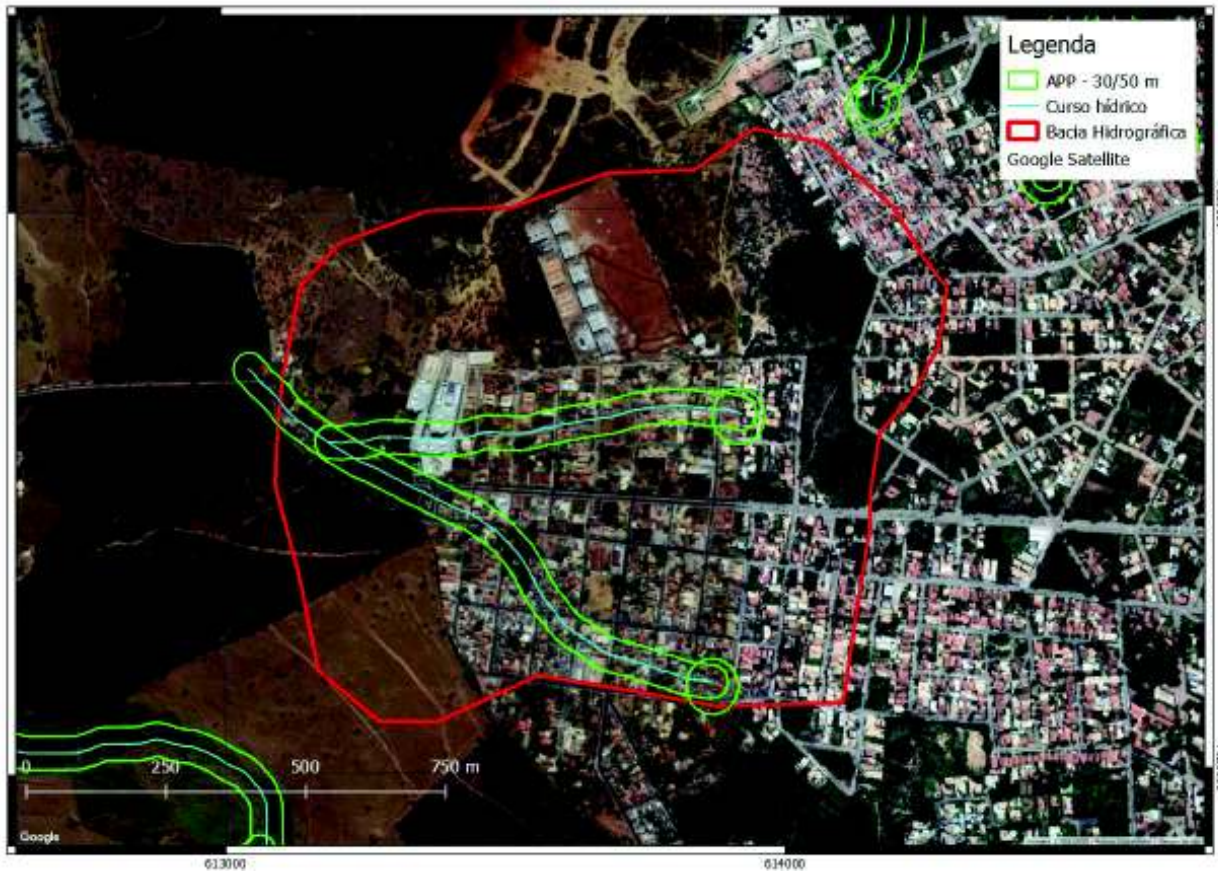 Legenda
APP - 30/50 m
Curso hídrico
Bacia Hidrográfica
Google Satellite
0 250 500 750 m
Google
613000 614000